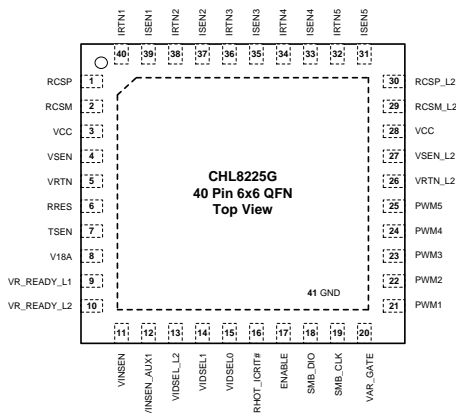 IRTN1
ISEN1
IRTN2
ISEN2
IRTN3
ISEN3
IRTN4
ISEN4
IRTN5
ISEN5
40 39 38 37 36 35 34 33 32 31
RCSP 1
RCSM 2
VCC 3
VSEN 4
VRTN 5
RRES 6
TSEN 7
V18A 8
VR_READY_L1 9
VR_READY_L2 10
CHL8225G
40 Pin 6x6 QFN
Top View
41 GND
30 RCSP_L2
29 RCSM_L2
28 VCC
27 VSEN_L2
26 VRTN_L2
25 PWM5
24 PWM4
23 PWM3
22 PWM2
21 PWM1
11 12 13 14 15 16 17 18 19 20
VINSEN
VINSEN_AUX1
VIDSEL_L2
VIDSEL1
VIDSEL0
RHOT_ICRIT#
ENABLE
SMB_DIO
SMB_CLK
VAR_GATE